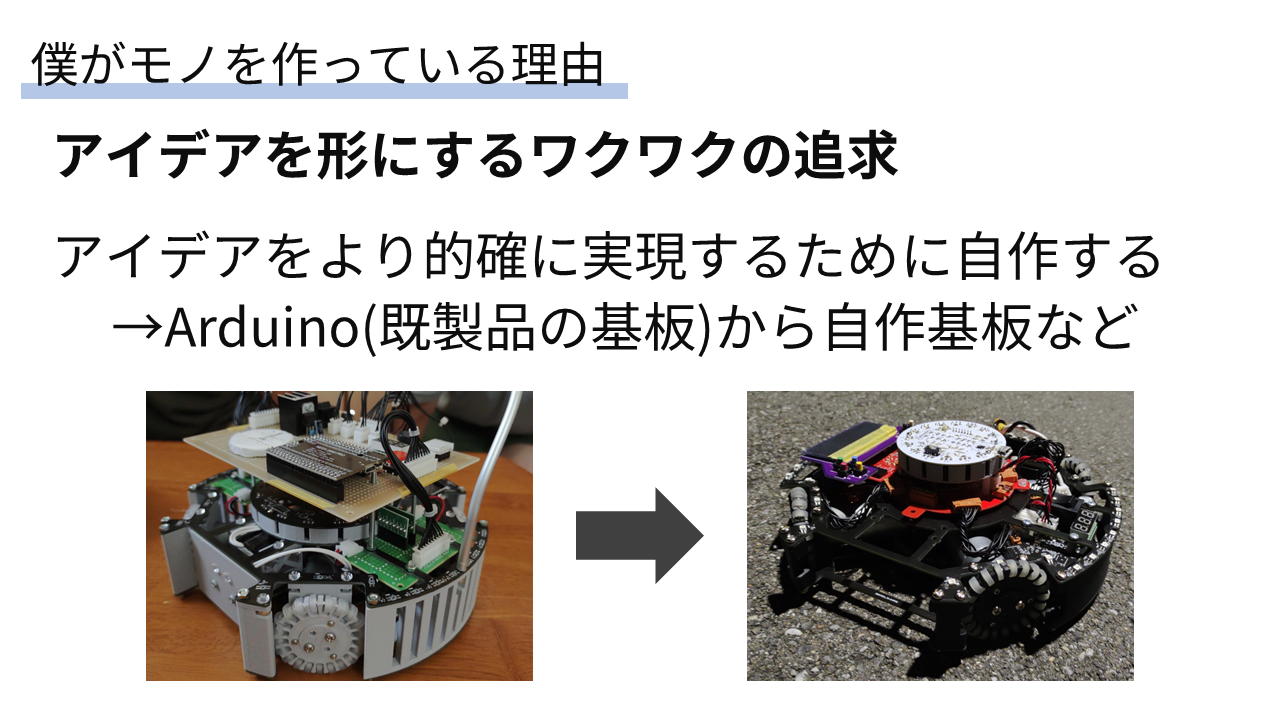 僕がモノを作っている理由
アイデアを形にするワクワクの追求
アイデアをより的確に実現するために自作する
→Arduino(既製品の基板)から自作基板など